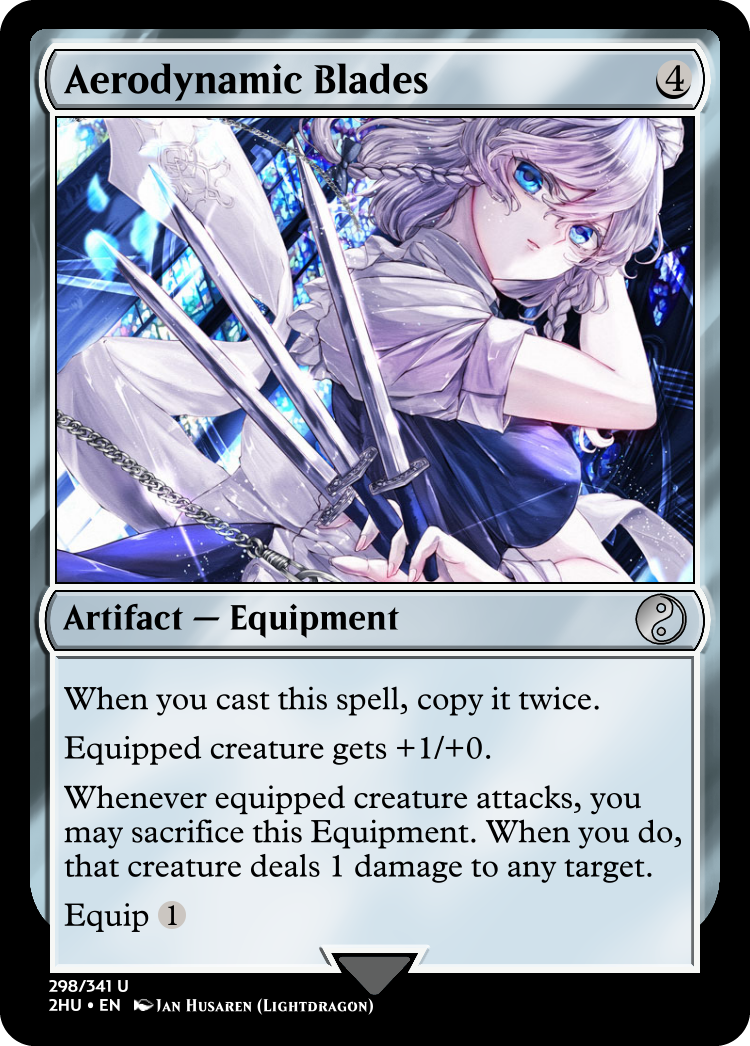 Aerodynamic Blades 4
Artifact — Equipment
When you cast this spell, copy it twice.
Equipped creature gets +1/+0.
Whenever equipped creature attacks, you
may sacrifice this Equipment. When you do,
that creature deals 1 damage to any target.
Equip 1
298/341 U
2HU • EN Jan Husaren (Lightdragon)